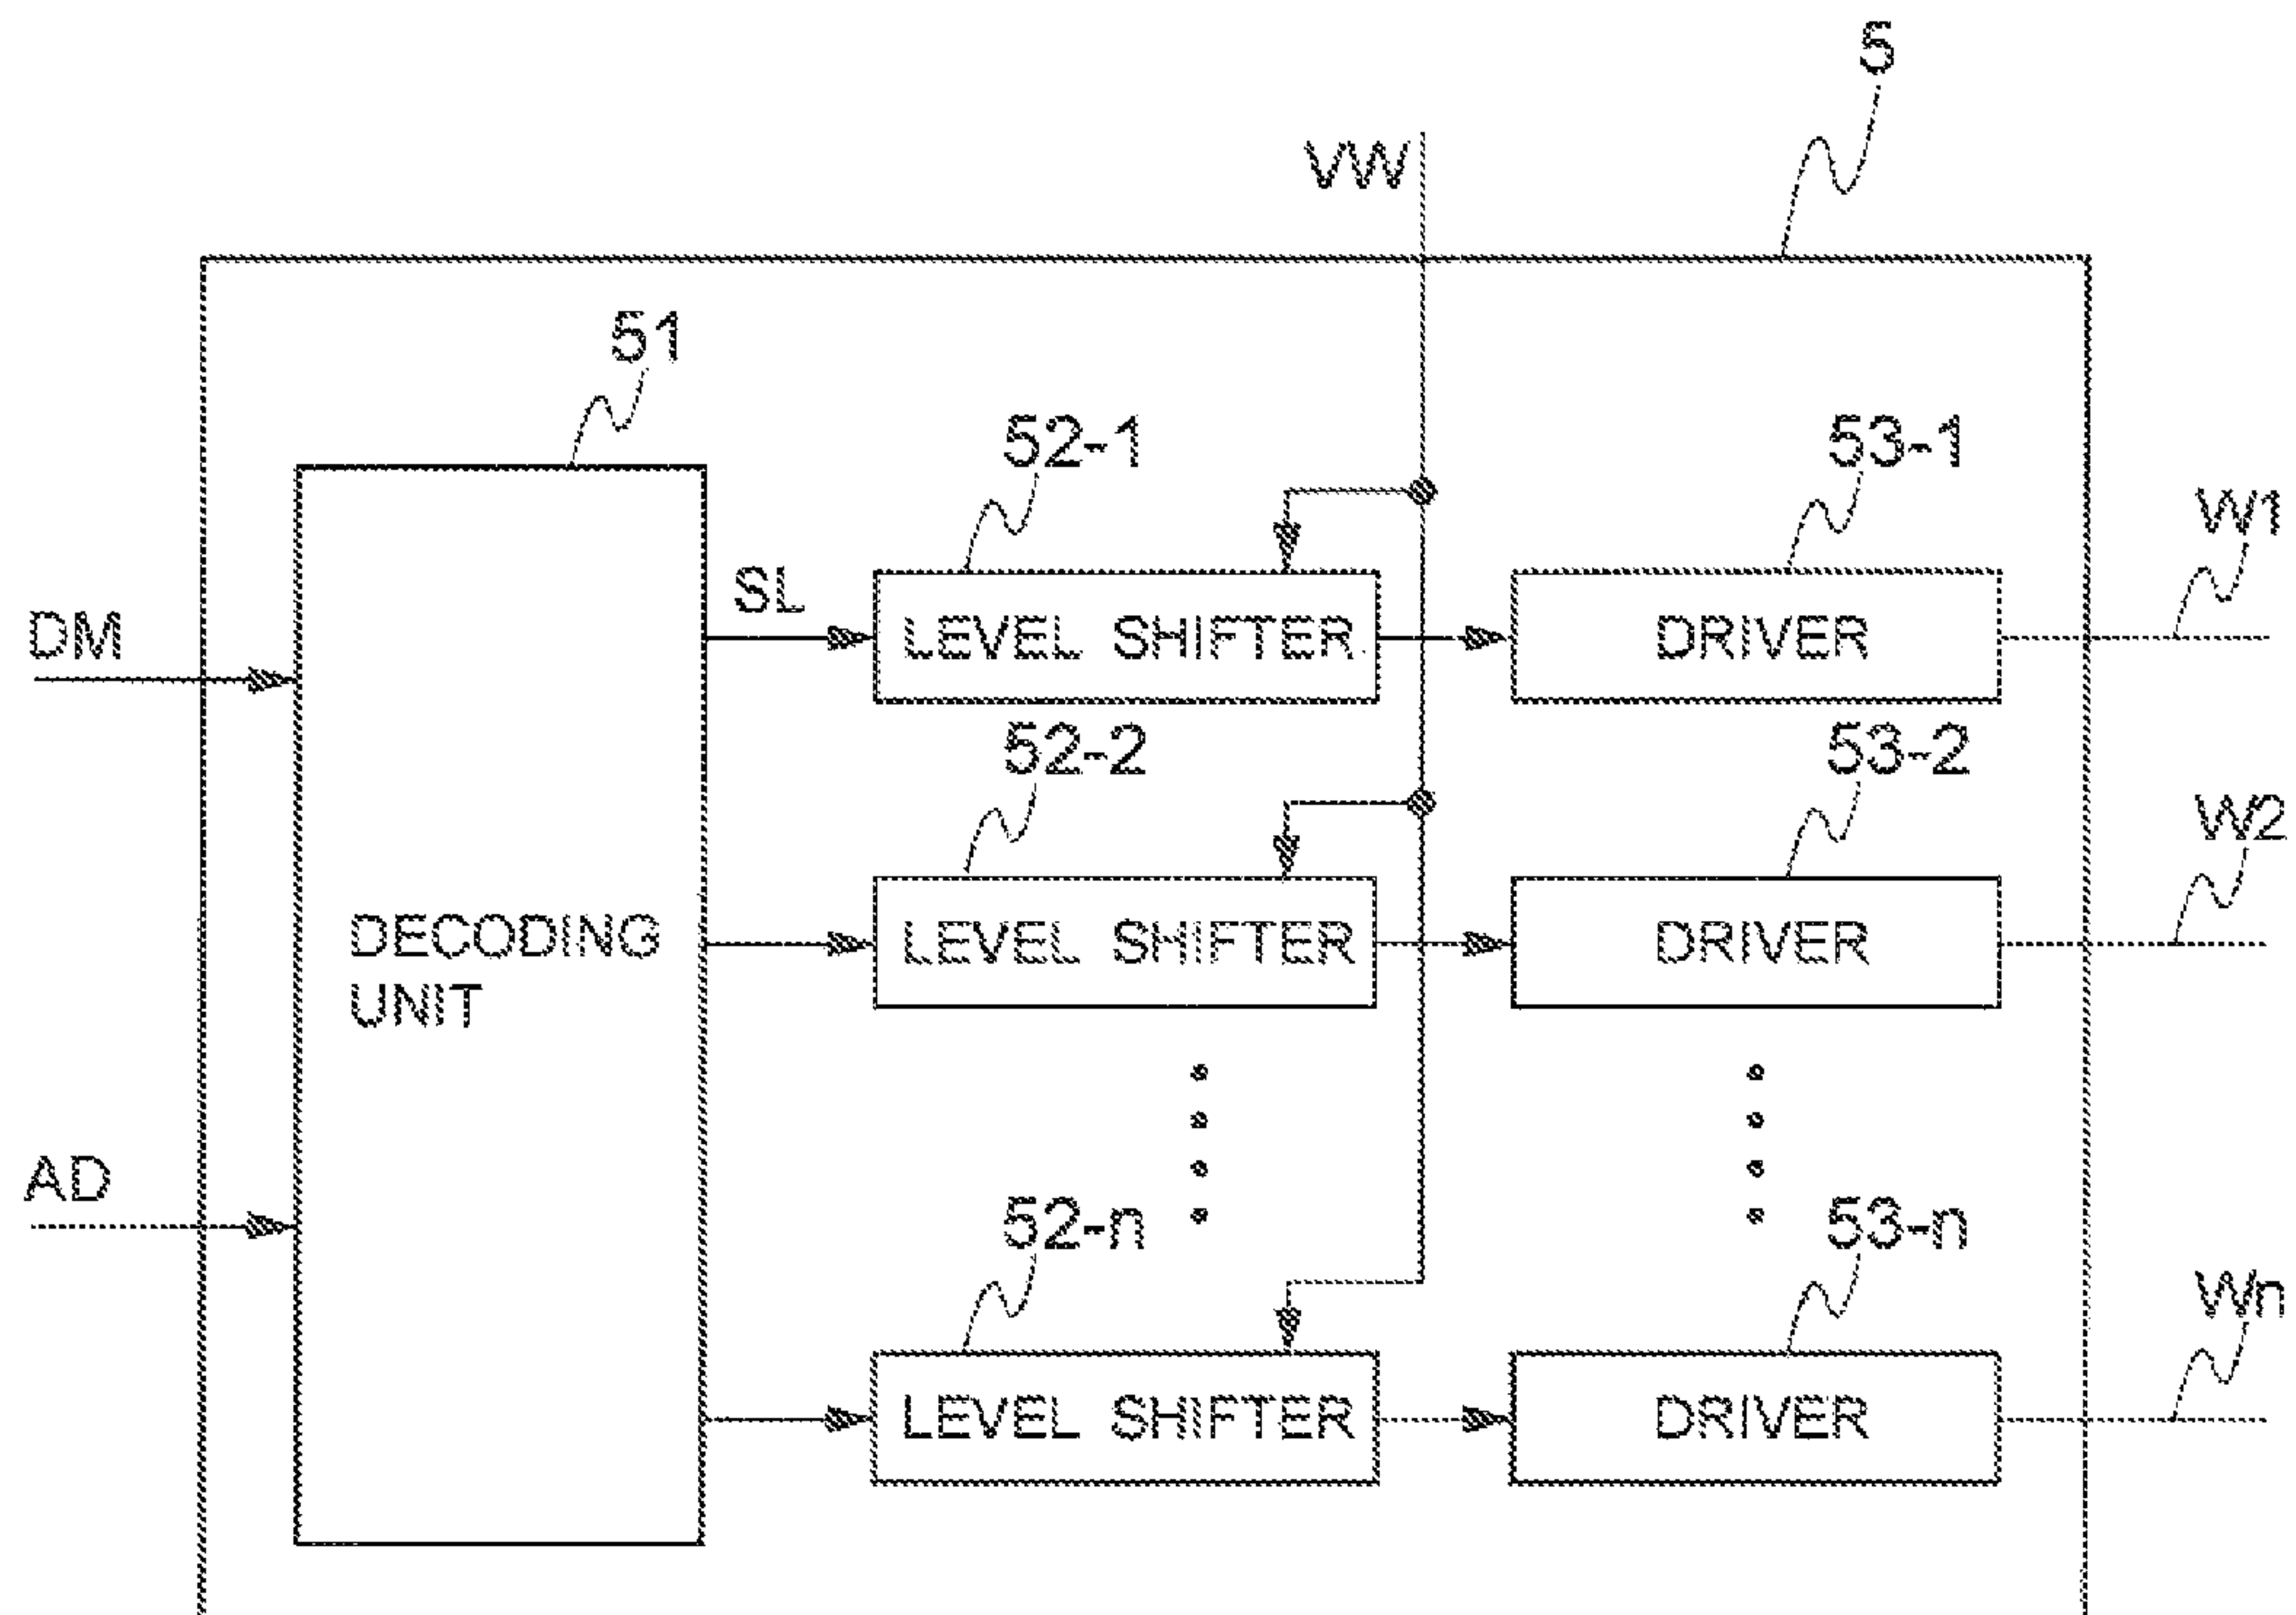 5
VW
51
52-1
53-1
W1
SL
DM
LEVEL SHIFTER
DRIVER
52-2
53-2
W2
DECODING
UNIT
LEVEL SHIFTER
DRIVER
AD
52-n
53-n
Wn
LEVEL SHIFTER
DRIVER